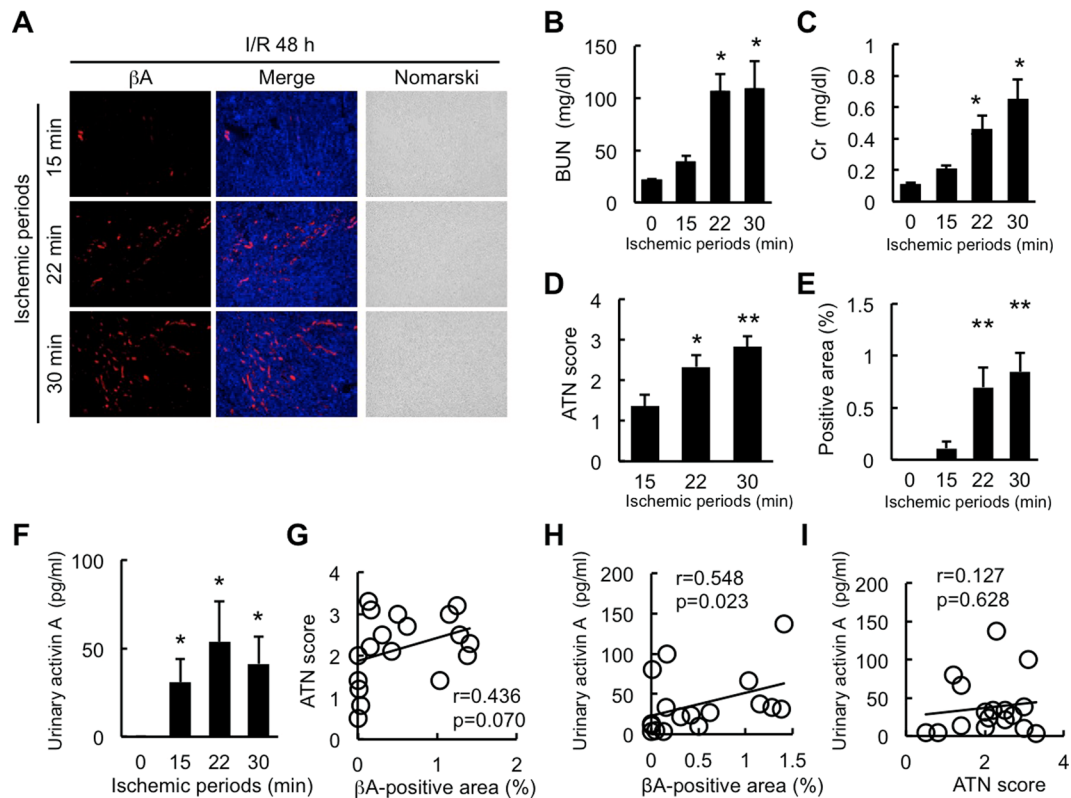 A
I/R 48 h
βA
Merge
Nomarski
Ischemic periods
15 min
22 min
30 min
B
BUN (mg/dl)
150
100
50
0
*
*
0 15 22 30
Ischemic periods (min)
C
Cr (mg/dl)
1
0.8
0.6
0.4
0.2
0
*
*
0 15 22 30
Ischemic periods (min)
D
ATN score
4
3
2
1
0
*
**
15 22 30
Ischemic periods (min)
E
Positive area (%)
1.5
1
0.5
0
**
**
0 15 22 30
Ischemic periods (min)
F
Urinary activin A (pg/ml)
100
50
0
*
*
*
0 15 22 30
Ischemic periods (min)
G
ATN score
4
3
2
1
0
r=0.436
p=0.070
0 1 2
βA-positive area (%)
H
Urinary activin A (pg/ml)
r=0.548
p=0.023
200
150
100
50
0
0 0.5 1 1.5
βA-positive area (%)
I
Urinary activin A (pg/ml)
r=0.127
p=0.628
200
150
100
50
0
0 2 4
ATN score